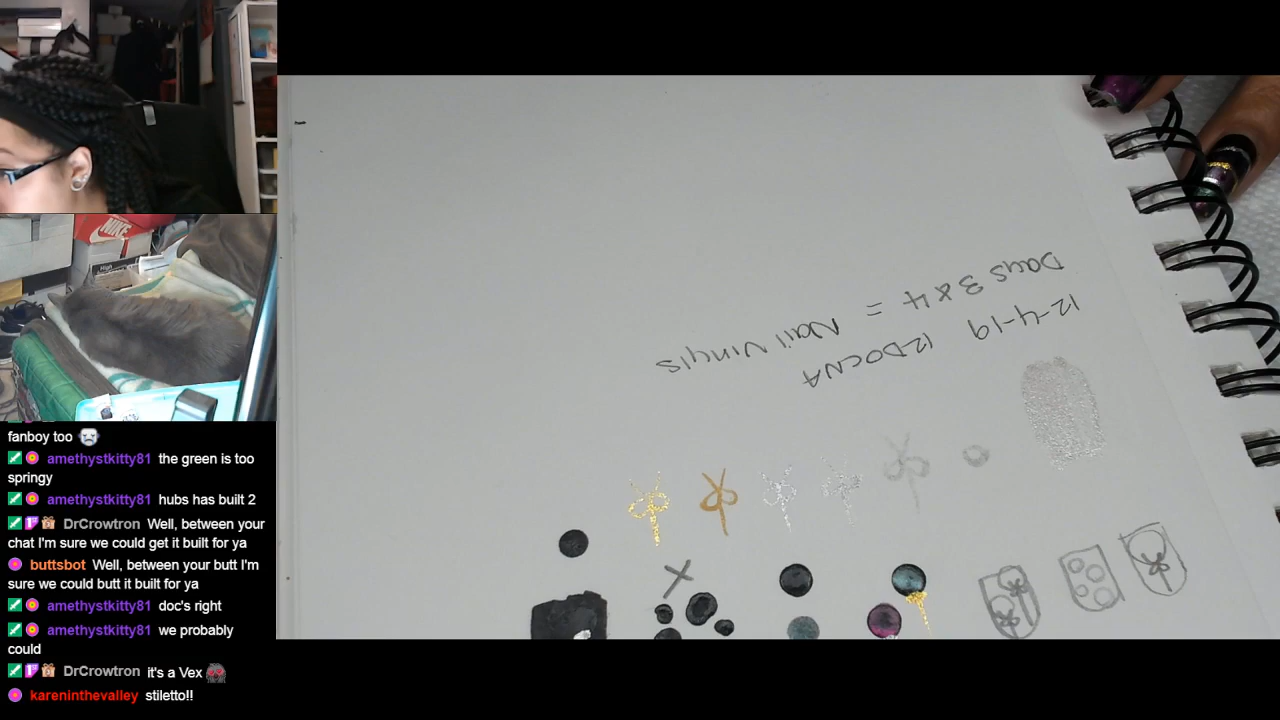 NIKE
fanboy too
amethystkitty81 the green is too
springy
amethystkitty81 hubs has built 2
DrCrowtron Well, between your
chat I'm sure we could get it built for ya
buttsbot Well, between your butt I'm
sure we could butt it built for ya
amethystkitty81 doc's right
amethystkitty81 we probably
could
DrCrowtron it's a Vex
kareninthevalley stiletto!!
12-4-19 12DOCNA
Days 3 & 4 = Nail Vinyls